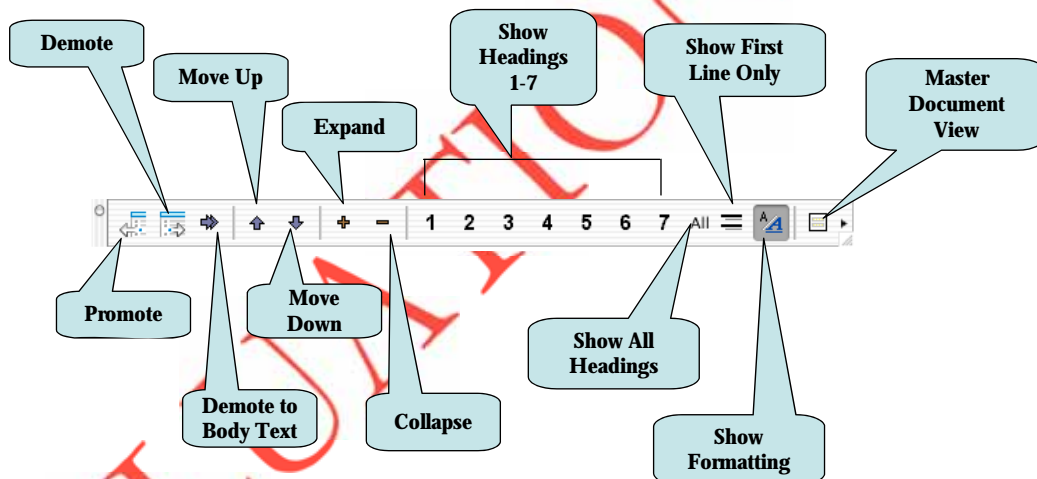 Demote
Move Up
Expand
Show
Headings
1-7
Show First
Line Only
Master
Document
View
1 2 3 4 5 6 7 All
A A
Promote
Move
Down
Demote to
Body Text
Collapse
Show All
Headings
Show
Formatting